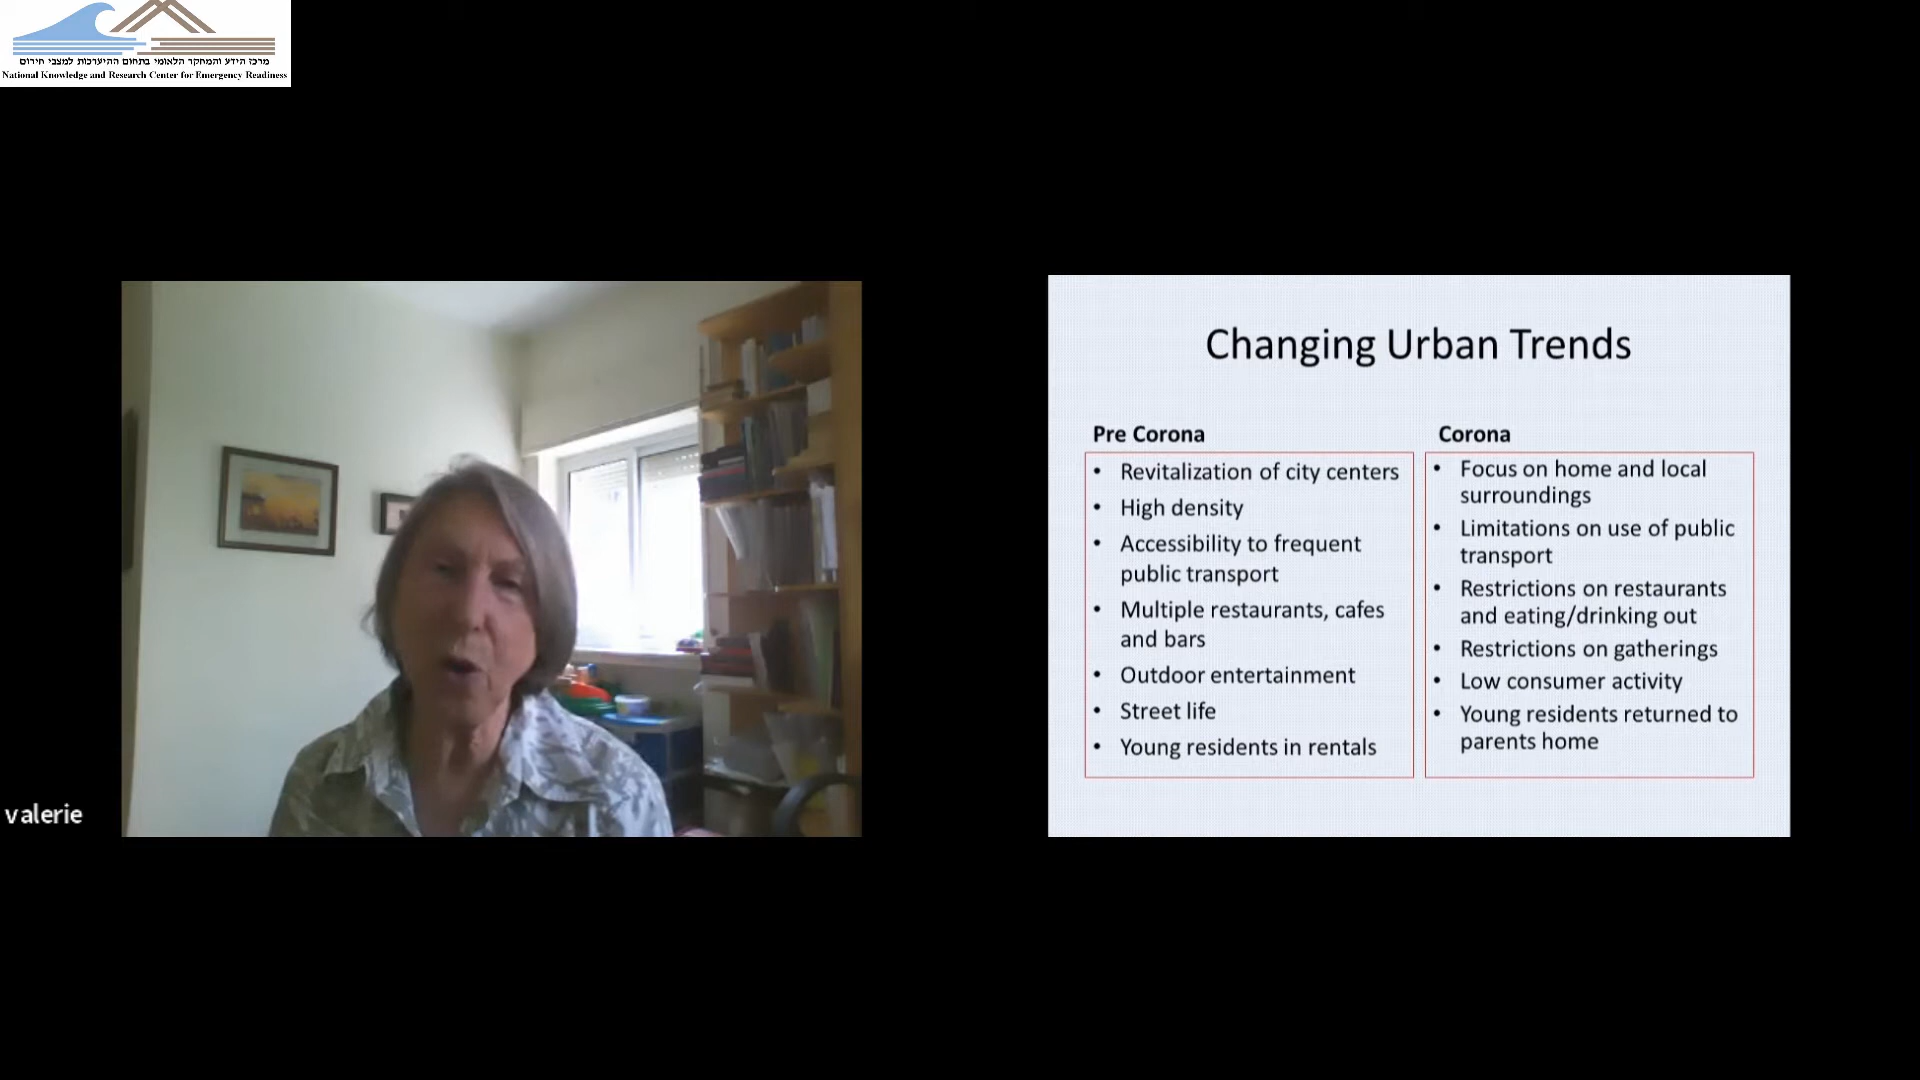 מרכז הידע והמחקר הלאומי בתחום ההיערכות למצבי חירום
National Knowledge and Research Center for Emergency Readiness
valerie
Changing Urban Trends
Pre Corona
• Revitalization of city centers
• High density
• Accessibility to frequent
public transport
• Multiple restaurants, cafes
and bars
• Outdoor entertainment
• Street life
• Young residents in rentals
Corona
• Focus on home and local
surroundings
• Limitations on use of public
transport
• Restrictions on restaurants
and eating/drinking out
• Restrictions on gatherings
• Low consumer activity
• Young residents returned to
parents home